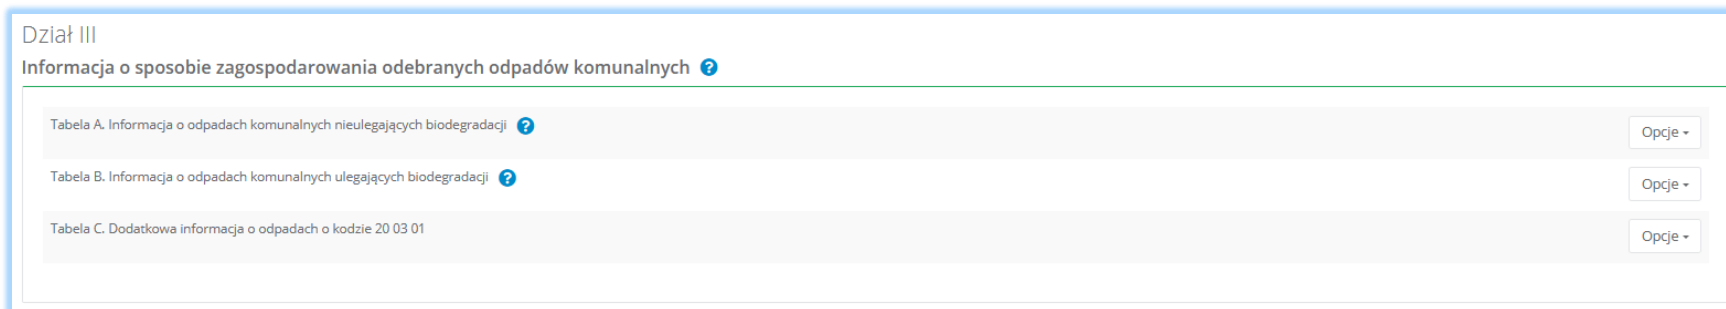 Dział III
Informacja o sposobie zagospodarowania odebranych odpadów komunalnych ?
Tabela A. Informacja o odpadach komunalnych nieulegających biodegradacji ?
Opcje
Tabela B. Informacja o odpadach komunalnych ulegających biodegradacji ?
Opcje
Tabela C. Dodatkowa informacja o odpadach o kodzie 20 03 01
Opcje